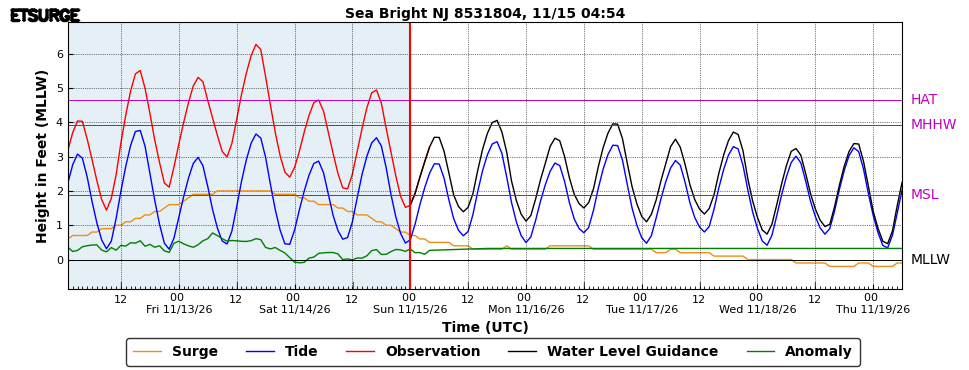 ETSURGE
Sea Bright NJ 8531804, 11/15 04:54
Height in Feet (MLLW)
6
5
4
3
2
1
0
HAT
MHHW
MSL
MLLW
12 00 12 00 12 00 12 00 12 00 12 00 12 00
Fri 11/13/26 Sat 11/14/26 Sun 11/15/26 Mon 11/16/26 Tue 11/17/26 Wed 11/18/26 Thu 11/19/26
Time (UTC)
Surge Tide Observation Water Level Guidance Anomaly